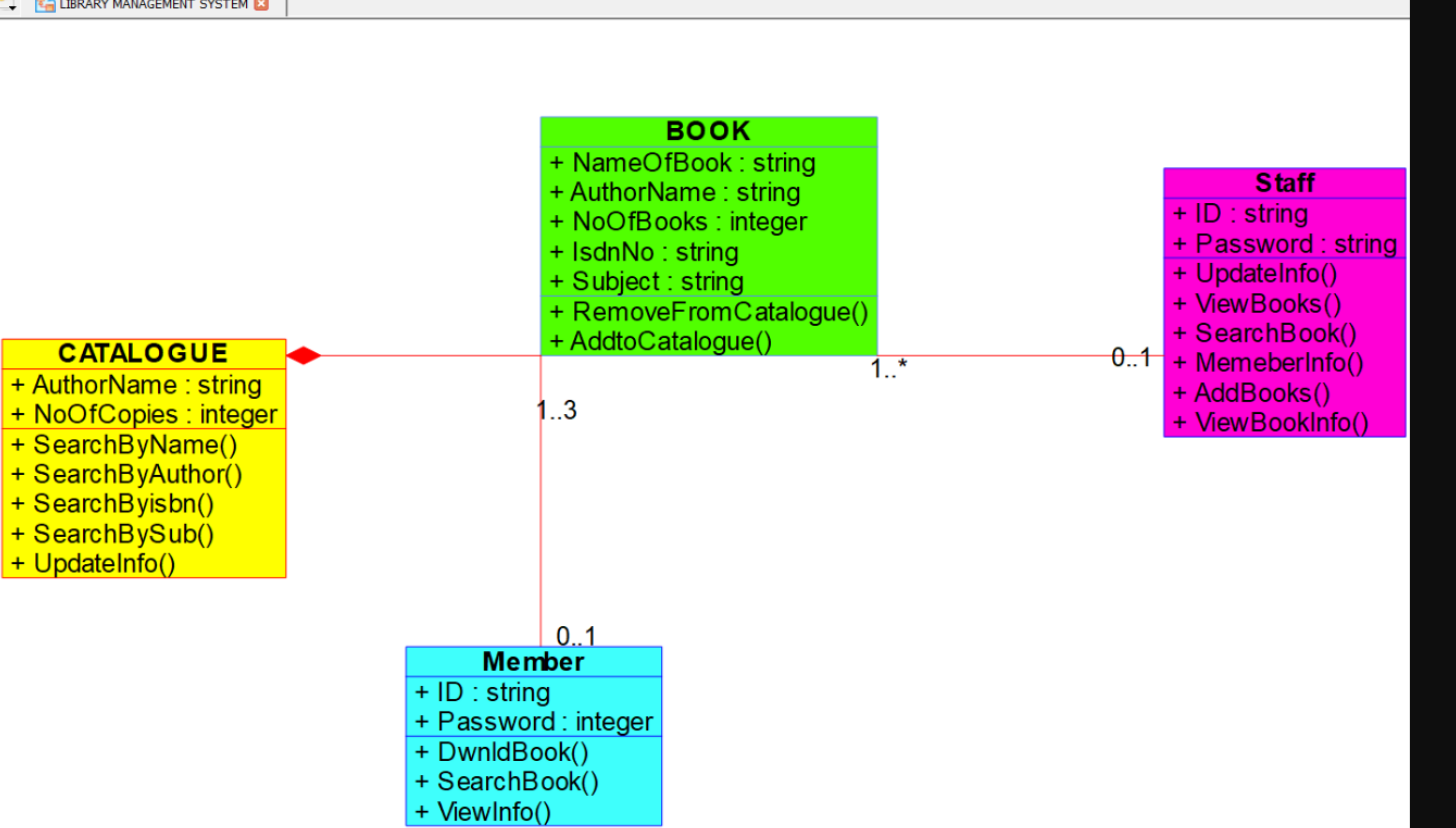 LIBRARY MANAGEMENT SYSTEM
BOOK
+ NameOfBook : string
+ AuthorName : string
+ NoOfBooks : integer
+ IsdnNo : string
+ Subject : string
+ RemoveFromCatalogue()
+ AddtoCatalogue()
Staff
+ ID : string
+ Password : string
+ UpdateInfo()
+ ViewBooks()
+ SearchBook()
+ MemeberInfo()
+ AddBooks()
+ ViewBookInfo()
CATALOGUE
+ AuthorName : string
+ NoOfCopies : integer
+ SearchByName()
+ SearchByAuthor()
+ SearchByisbn()
+ SearchBySub()
+ UpdateInfo()
1..*
0..1
1..3
0..1
Member
+ ID : string
+ Password : integer
+ DwnldBook()
+ SearchBook()
+ ViewInfo()